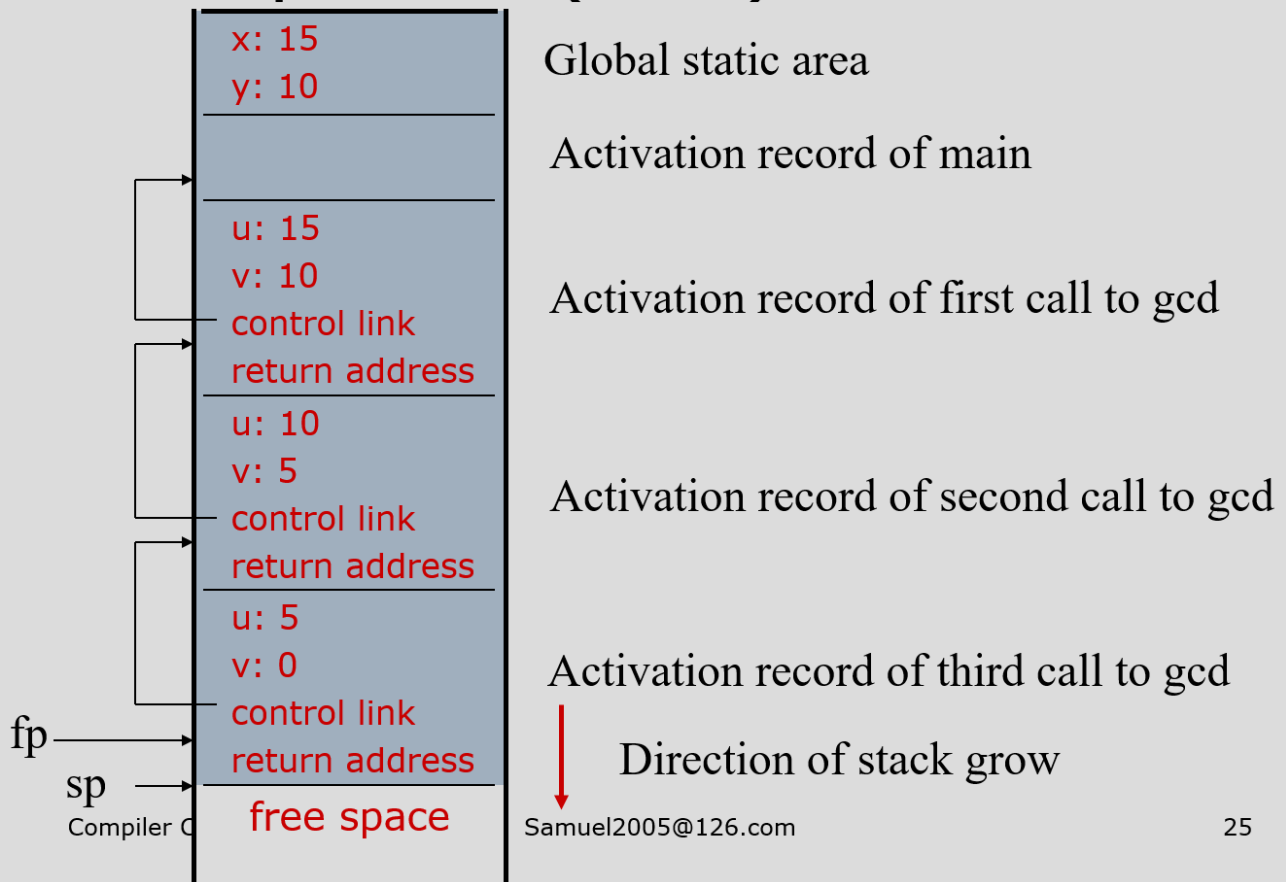 x: 15
y: 10
Global static area
Activation record of main
u: 15
v: 10
control link
return address
Activation record of first call to gcd
u: 10
v: 5
control link
return address
Activation record of second call to gcd
u: 5
v: 0
control link
return address
Activation record of third call to gcd
fp
sp
Direction of stack grow
free space
Compiler C
Samuel2005@126.com
25